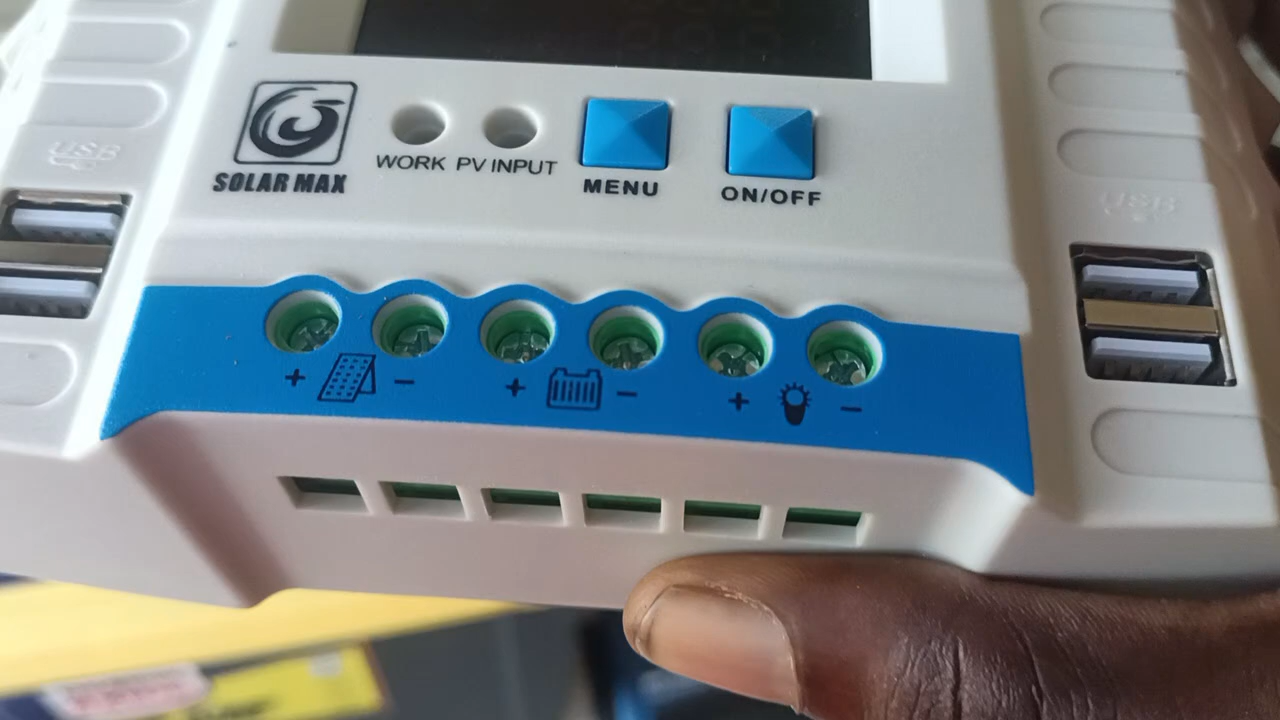 USB
SOLAR MAX
WORK
PV INPUT
MENU
ON/OFF
USB
+ −
+ −
+ −